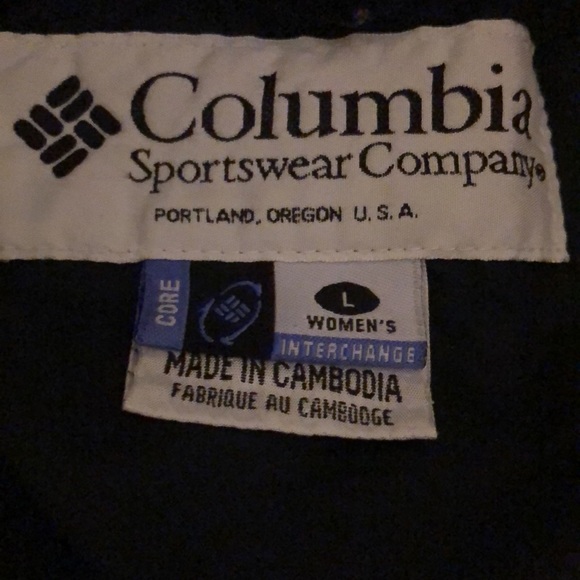 Columbia
Sportswear Company®
PORTLAND, OREGON U.S.A.
CORE
L
WOMEN'S
INTERCHANGE
MADE IN CAMBODIA
FABRIQUE AU CAMBODGE